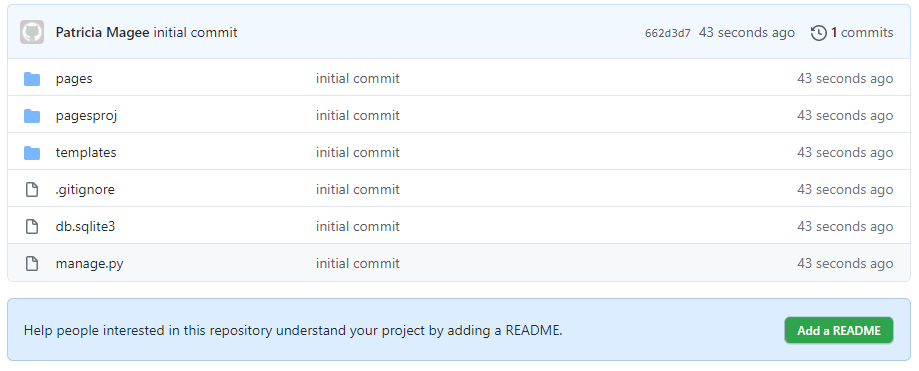 Patricia Magee initial commit 662d3d7 43 seconds ago 1 commits
pages initial commit 43 seconds ago
pagesproj initial commit 43 seconds ago
templates initial commit 43 seconds ago
.gitignore initial commit 43 seconds ago
db.sqlite3 initial commit 43 seconds ago
manage.py initial commit 43 seconds ago
Help people interested in this repository understand your project by adding a README. Add a README